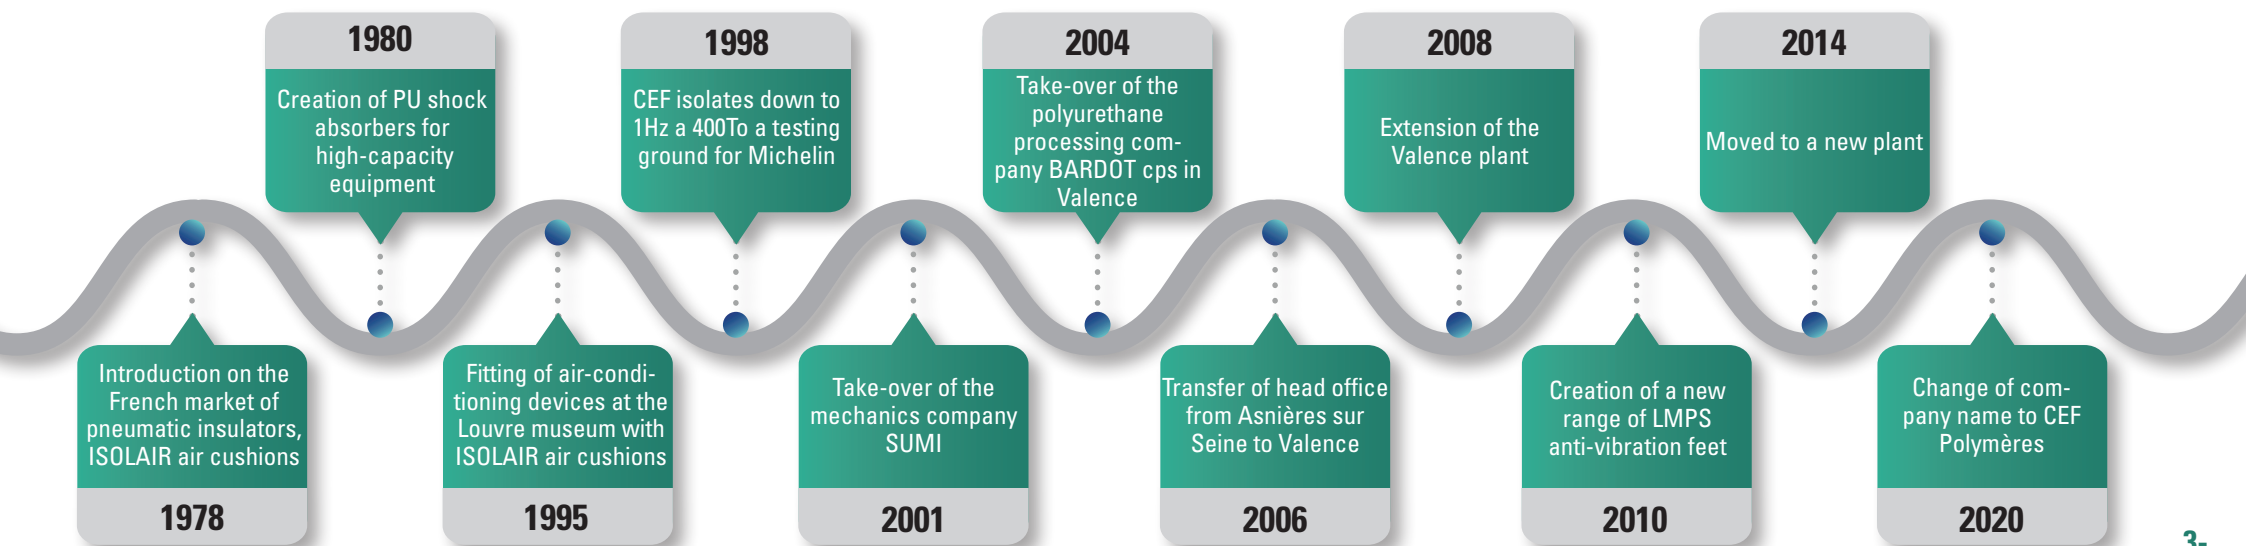 1978
Introduction on the
French market of
pneumatic insulators,
ISOLAIR air cushions
1980
Creation of PU shock
absorbers for
high-capacity
equipment
1995
Fitting of air-condi-
tioning devices at the
Louvre museum with
ISOLAIR air cushions
1998
CEF isolates down to
1Hz a 400To a testing
ground for Michelin
2001
Take-over of the
mechanics company
SUMI
2004
Take-over of the
polyurethane
processing com-
pany BARDOT cps in
Valence
2006
Transfer of head office
from Asnières sur
Seine to Valence
2008
Extension of the
Valence plant
2010
Creation of a new
range of LMPS
anti-vibration feet
2014
Moved to a new plant
2020
Change of com-
pany name to CEF
Polymères
3-